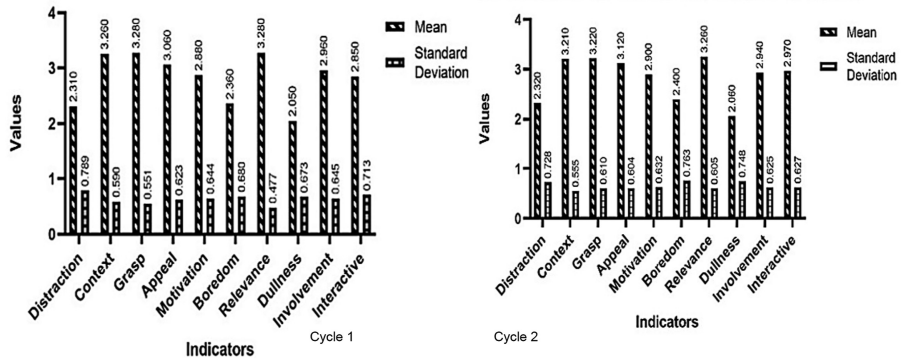 4
3
2
1
0
Values
2.310
0.789
3.260
0.590
3.280
0.551
3.060
0.623
2.880
0.644
2.360
0.680
3.280
0.477
2.050
0.673
2.960
0.645
2.850
0.713
Mean
Standard
Deviation
Distraction
Context
Grasp
Appeal
Motivation
Boredom
Relevance
Dullness
Involvement
Interactive
Indicators
Cycle 1
4
3
2
1
0
Values
2.320
0.728
3.210
0.555
3.220
0.610
3.120
0.604
2.900
0.632
2.400
0.763
3.260
0.605
2.060
0.748
2.940
0.625
2.970
0.627
Mean
Standard
Deviation
Distraction
Context
Grasp
Appeal
Motivation
Boredom
Relevance
Dullness
Involvement
Interactive
Indicators
Cycle 2